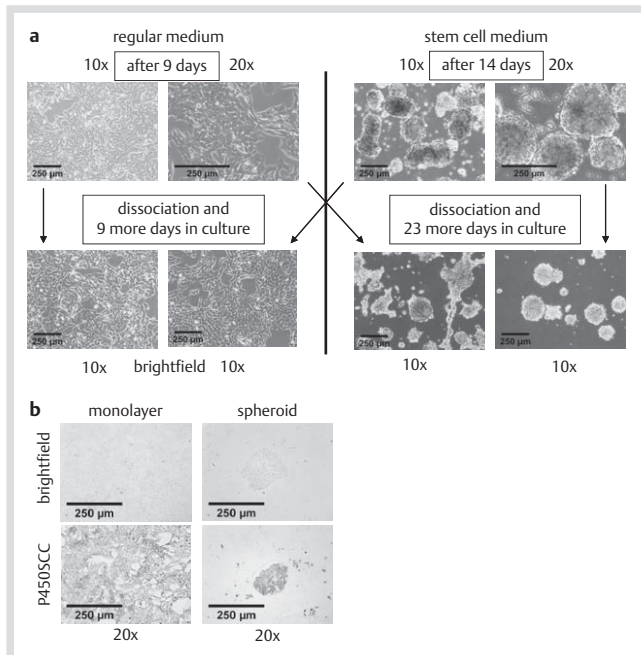 a
regular medium
stem cell medium
10x after 9 days 20x
10x after 14 days 20x
250 µm
250 µm
250 µm
250 µm
dissociation and
9 more days in culture
dissociation and
23 more days in culture
250 µm
250 µm
250 µm
250 µm
10x brightfield 10x
10x
10x
b
monolayer
spheroid
brightfield
250 µm
250 µm
P450SCC
250 µm
250 µm
20x
20x